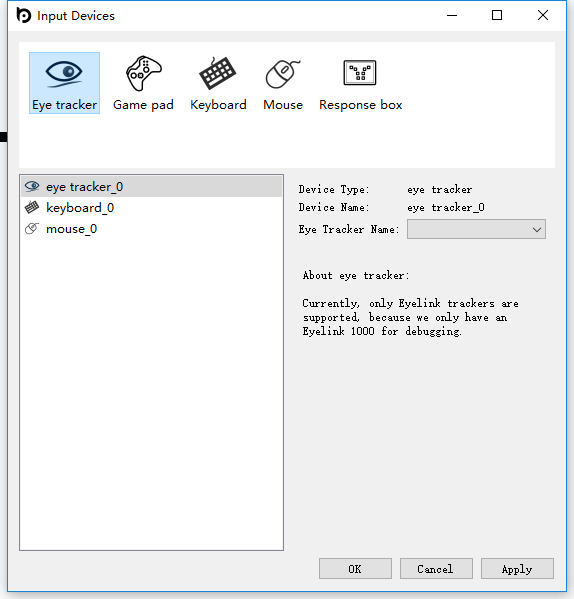 Input Devices
Eye tracker
Game pad
Keyboard
Mouse
Response box
eye tracker_0
keyboard_0
mouse_0
Device Type: eye tracker
Device Name: eye tracker_0
Eye Tracker Name:
About eye tracker:
Currently, only Eyelink trackers are
supported, because we only have an
Eyelink 1000 for debugging.
OK
Cancel
Apply